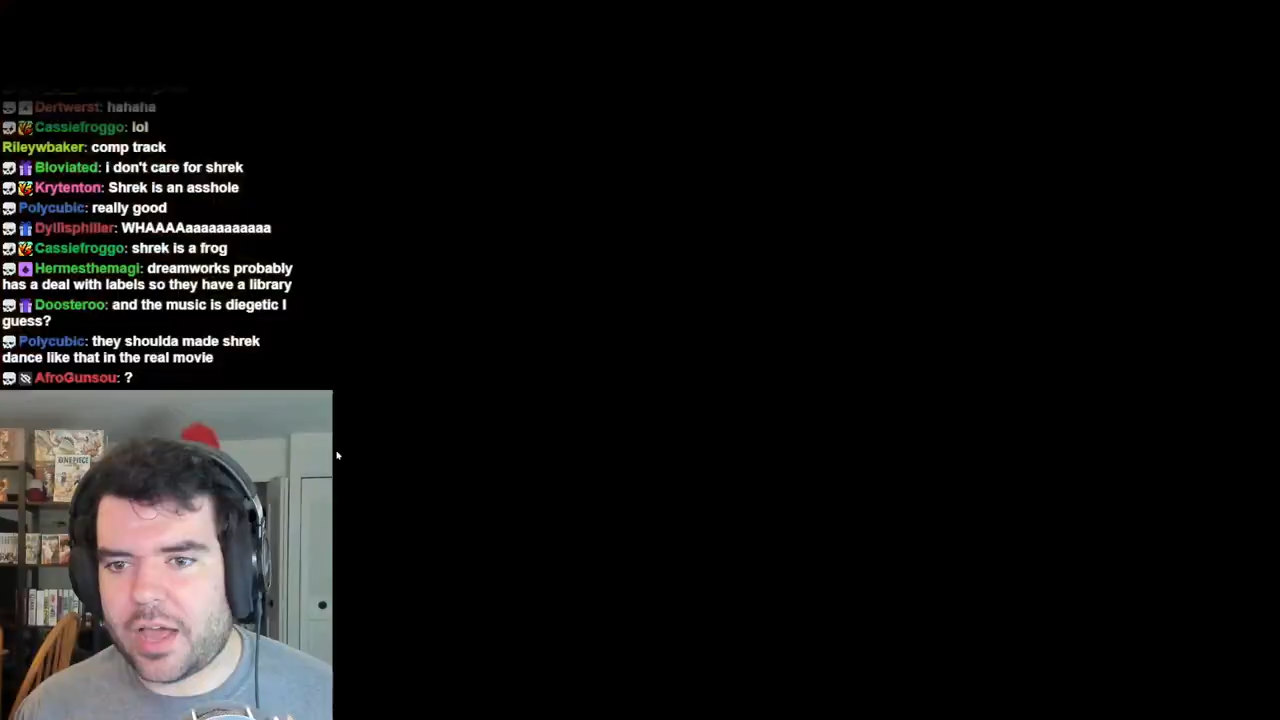 Dertwerst: hahaha
Cassiefroggo: lol
Rileywbaker: comp track
Bloviated: i don't care for shrek
Krytenton: Shrek is an asshole
Polycubic: really good
Dyllisphiller: WHAAAAaaaaaaaaaaa
Cassiefroggo: shrek is a frog
Hermesthemagi: dreamworks probably
has a deal with labels so they have a library
Doosteroo: and the music is diegetic I
guess?
Polycubic: they shoulda made shrek
dance like that in the real movie
AfroGunsou: ?
ONE PIECE